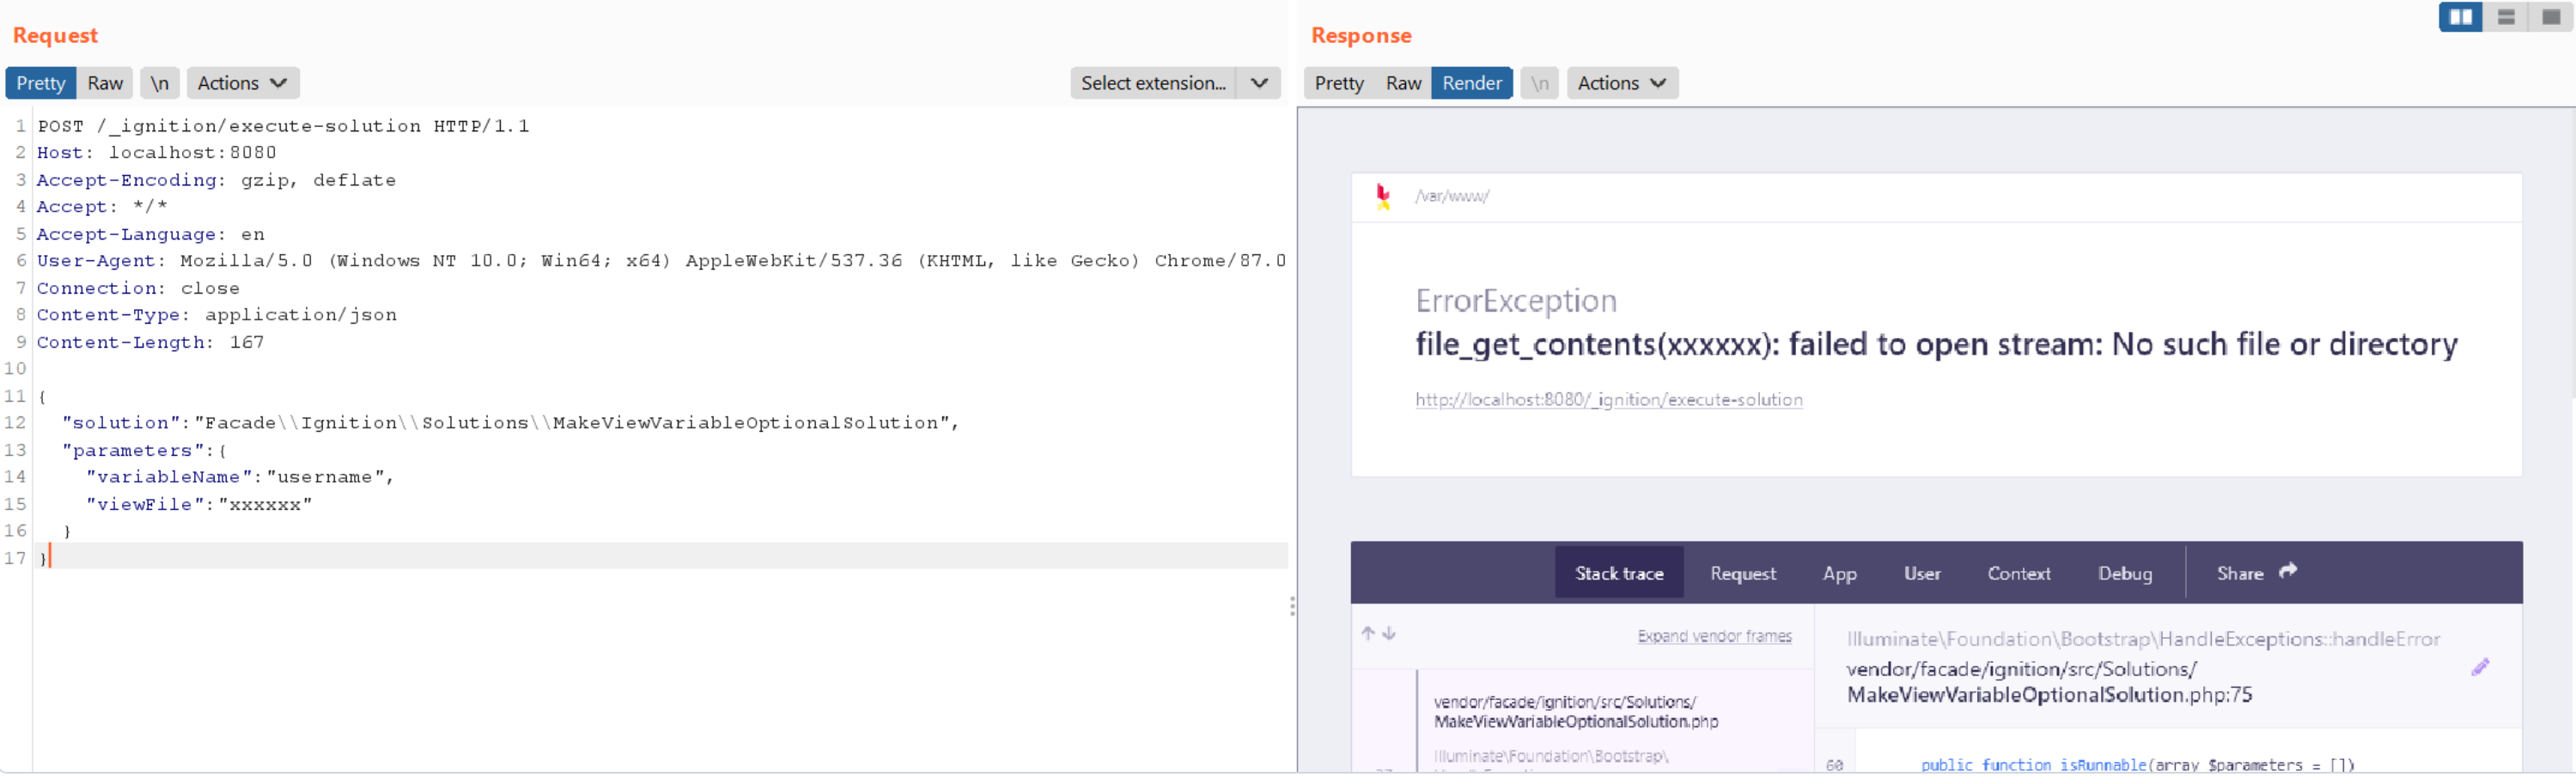 Request
Pretty Raw \n Actions Select extension...
1 POST /_ignition/execute-solution HTTP/1.1
2 Host: localhost:8080
3 Accept-Encoding: gzip, deflate
4 Accept: */*
5 Accept-Language: en
6 User-Agent: Mozilla/5.0 (Windows NT 10.0; Win64; x64) AppleWebKit/537.36 (KHTML, like Gecko) Chrome/87.0
7 Connection: close
8 Content-Type: application/json
9 Content-Length: 167
10
11 {
12 "solution":"Facade\\Ignition\\Solutions\\MakeViewVariableOptionalSolution",
13 "parameters":{
14 "variableName":"username",
15 "viewFile":"xxxxxx"
16 }
17 }
Response
Pretty Raw Render \n Actions
/var/www/
ErrorException
file_get_contents(xxxxxx): failed to open stream: No such file or directory
http://localhost:8080/_ignition/execute-solution
Stack trace Request App User Context Debug Share
Expand vendor frames
vendor/facade/ignition/src/Solutions/
MakeViewVariableOptionalSolution.php
Illuminate\Foundation\Bootstrap\
Illuminate\Foundation\Bootstrap\HandleExceptions::handleError
vendor/facade/ignition/src/Solutions/
MakeViewVariableOptionalSolution.php:75
60 public function isRunnable(array $parameters = [])